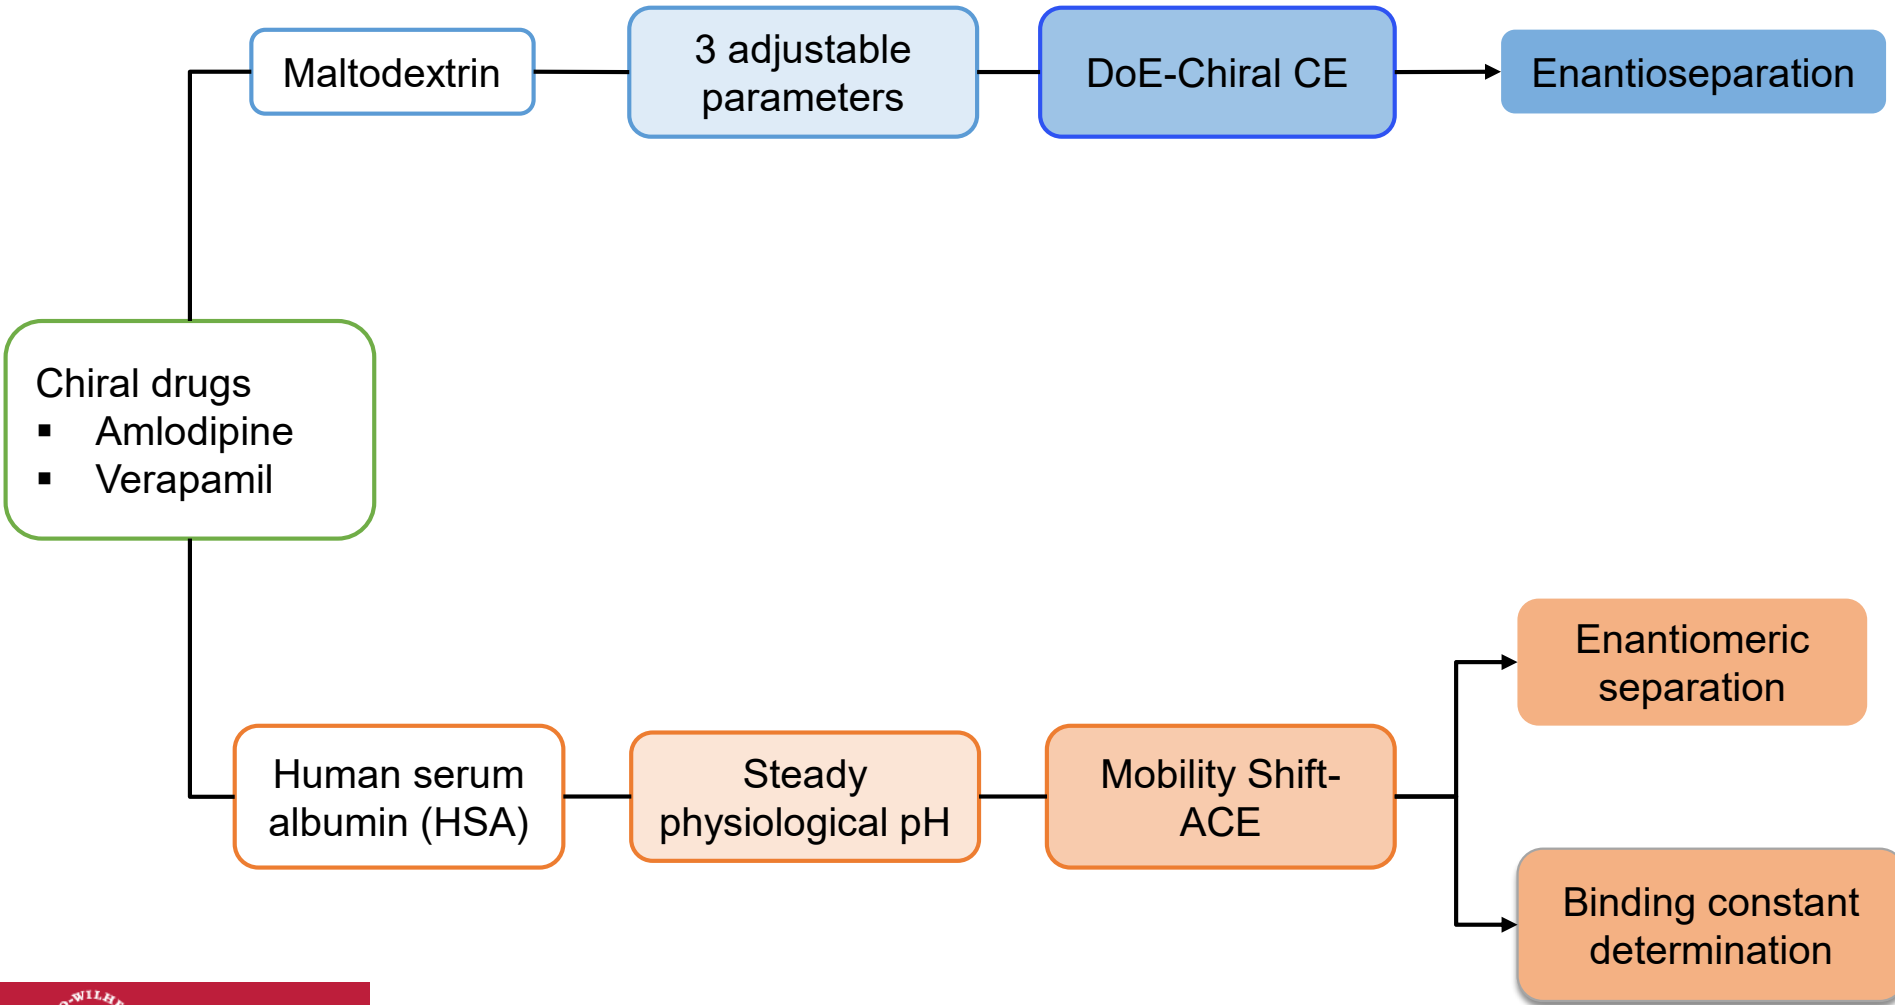 Maltodextrin
3 adjustable
parameters
DoE-Chiral CE
Enantioseparation
Chiral drugs
▪ Amlodipine
▪ Verapamil
Human serum
albumin (HSA)
Steady
physiological pH
Mobility Shift-
ACE
Enantiomeric
separation
Binding constant
determination